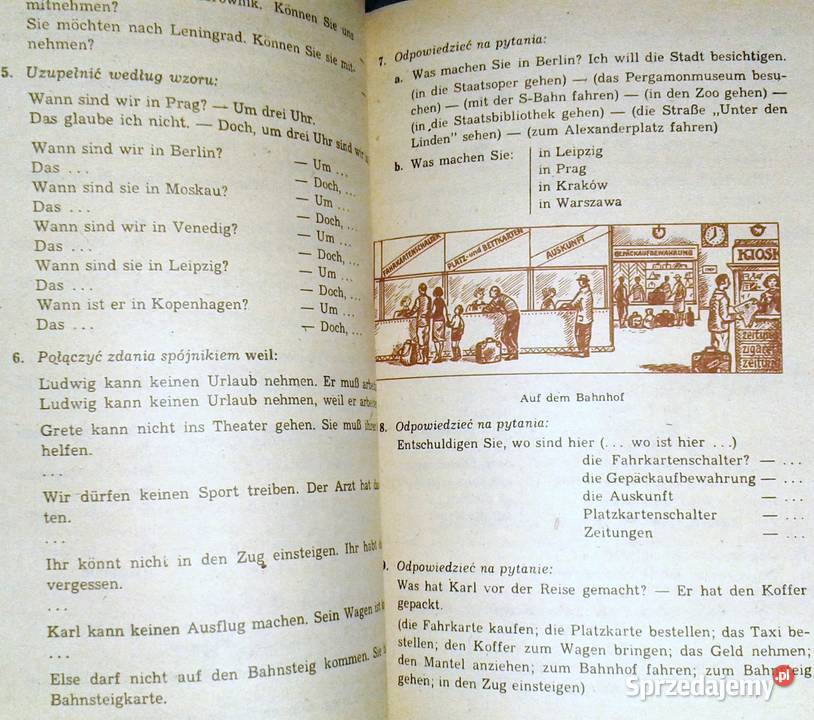 mitnehmen?
Können Sie uns
Sie möchten nach Leningrad. Können Sie sie mit-
nehmen?
5. Uzupełnić według wzoru:
Wann sind wir in Prag? — Um drei Uhr.
Das glaube ich nicht. — Doch, um drei Uhr sind wir
Wann sind wir in Berlin? — Um ...
Das ... — Doch, ...
Wann sind sie in Moskau? — Um ...
Das ... — Doch, ...
Wann sind wir in Venedig? — Um ...
Das ... — Doch, ...
Wann sind sie in Leipzig? — Um ...
Das ... — Doch, ...
Wann ist er in Kopenhagen? — Um ...
Das ... — Doch, ...
6. Połączyć zdania spójnikiem weil:
Ludwig kann keinen Urlaub nehmen. Er muß
Ludwig kann keinen Urlaub nehmen, weil er
Grete kann nicht ins Theater gehen. Sie muß
helfen.
...
Wir dürfen keinen Sport treiben. Der Arzt hat
ten.
...
Ihr könnt nicht in den Zug einsteigen. Ihr habt
vergessen.
...
Karl kann keinen Ausflug machen. Sein Wagen ist
...
Else darf nicht auf den Bahnsteig kommen. Sie
Bahnsteigkarte.
7. Odpowiedzieć na pytania:
a. Was machen Sie in Berlin? Ich will die Stadt besichtigen.
(in die Staatsoper gehen) — (das Pergamonmuseum besu-
chen) — (mit der S-Bahn fahren) — (in den Zoo gehen) —
(in die Staatsbibliothek gehen) — (die Straße „Unter den
Linden" sehen) — (zum Alexanderplatz fahren)
b. Was machen Sie: in Leipzig
in Prag
in Kraków
in Warszawa
FAHRKARTENSCHALTER
PLATZ- und BETTKARTEN
AUSKUNFT
GEPÄCKAUFBEWAHRUNG
KIOSK
zeitung
zigare
zeitun
Auf dem Bahnhof
8. Odpowiedzieć na pytania:
Entschuldigen Sie, wo sind hier (... wo ist hier ...)
die Fahrkartenschalter? — ...
die Gepäckaufbewahrung — ...
die Auskunft — ...
Platzkartenschalter — ...
Zeitungen — ...
9. Odpowiedzieć na pytanie:
Was hat Karl vor der Reise gemacht? — Er hat den Koffer
gepackt.
(die Fahrkarte kaufen; die Platzkarte bestellen; das Taxi be-
stellen; den Koffer zum Wagen bringen; das Geld nehmen;
den Mantel anziehen; zum Bahnhof fahren; zum Bahnsteig
gehen; in den Zug einsteigen)
Sprzedajemy.pl